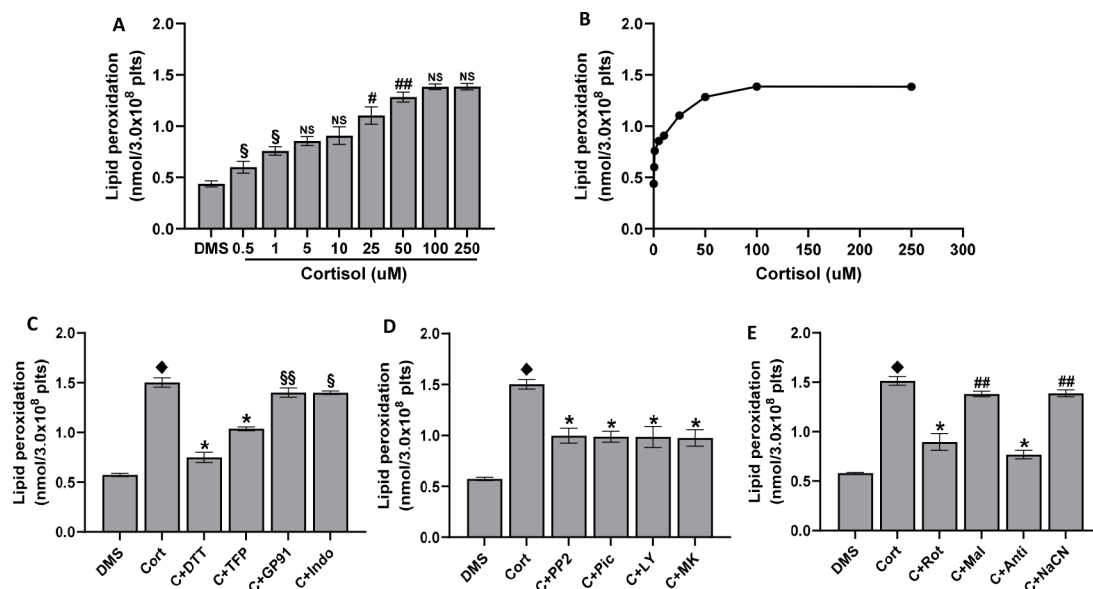 A
Lipid peroxidation
(nmol/3.0x10⁸ plts)
2.0
1.5
1.0
0.5
0.0
§
§
NS
NS
#
##
NS
NS
DMS 0.5 1 5 10 25 50 100 250
Cortisol (uM)
B
Lipid peroxidation
(nmol/3.0x10⁸ plts)
2.0
1.5
1.0
0.5
0.0
0 50 100 150 200 250 300
Cortisol (uM)
C
Lipid peroxidation
(nmol/3.0x10⁸ plts)
2.0
1.5
1.0
0.5
0.0
◆
*
*
§§
§
DMS Cort C+DTT C+TFP C+GP91 C+Indo
D
Lipid peroxidation
(nmol/3.0x10⁸ plts)
2.0
1.5
1.0
0.5
0.0
◆
*
*
*
*
DMS Cort C+PP2 C+Pic C+LY C+MK
E
Lipid peroxidation
(nmol/3.0x10⁸ plts)
2.0
1.5
1.0
0.5
0.0
◆
*
##
*
##
DMS Cort C+Rot C+Mal C+Anti C+NaCN